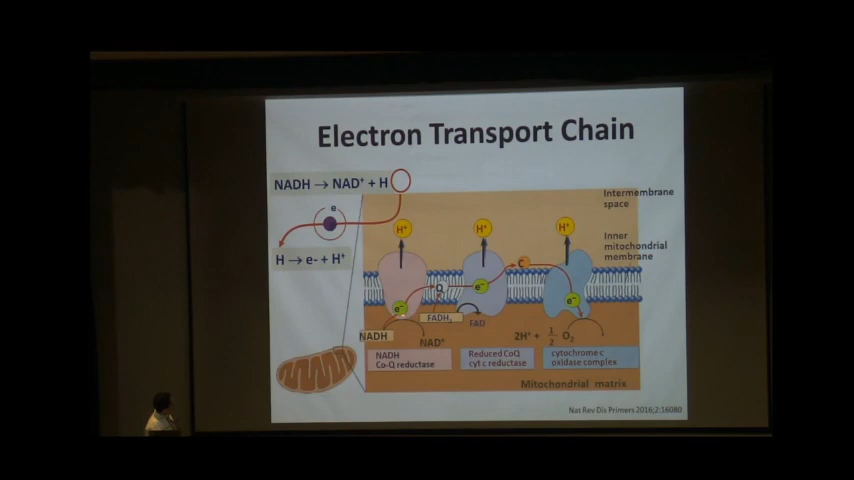 Electron Transport Chain
NADH → NAD⁺ + H
e
H → e- + H⁺
Intermembrane
space
H⁺
H⁺
H⁺
Inner
mitochondrial
membrane
C
Q
e⁻
e⁻
e⁻
FADH₂
FAD
NADH
NAD⁺
2H⁺ + 1/2 O₂
NADH
Co-Q reductase
Reduced CoQ
cyt c reductase
cytochrome c
oxidase complex
Mitochondrial matrix
Nat Rev Dis Primers 2016;2:16080